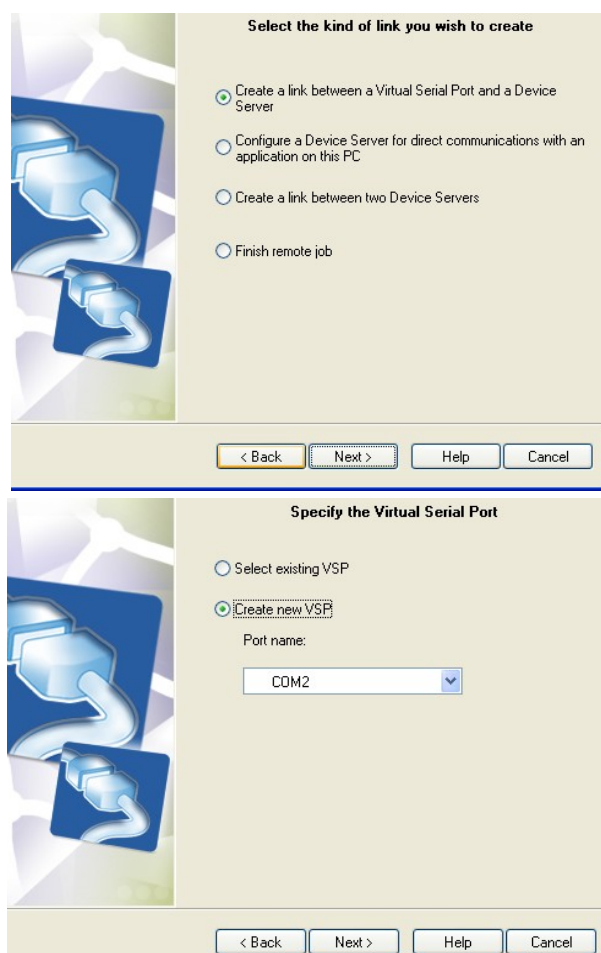 Select the kind of link you wish to create
Create a link between a Virtual Serial Port and a Device
Server
Configure a Device Server for direct communications with an
application on this PC
Create a link between two Device Servers
Finish remote job
< Back Next > Help Cancel
Specify the Virtual Serial Port
Select existing VSP
Create new VSP
Port name:
COM2
< Back Next > Help Cancel